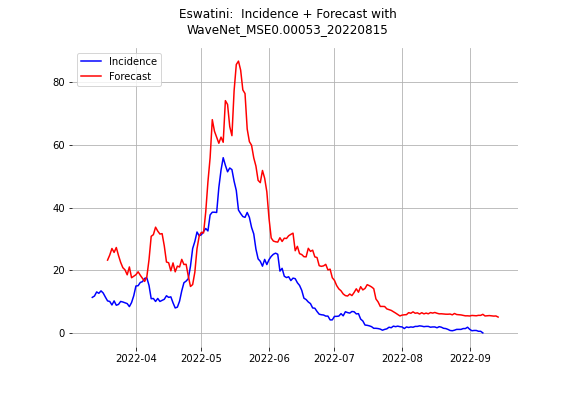 Eswatini:  Incidence + Forecast with
WaveNet_MSE0.00053_20220815
Incidence
Forecast
80
60
40
20
0
2022-04
2022-05
2022-06
2022-07
2022-08
2022-09